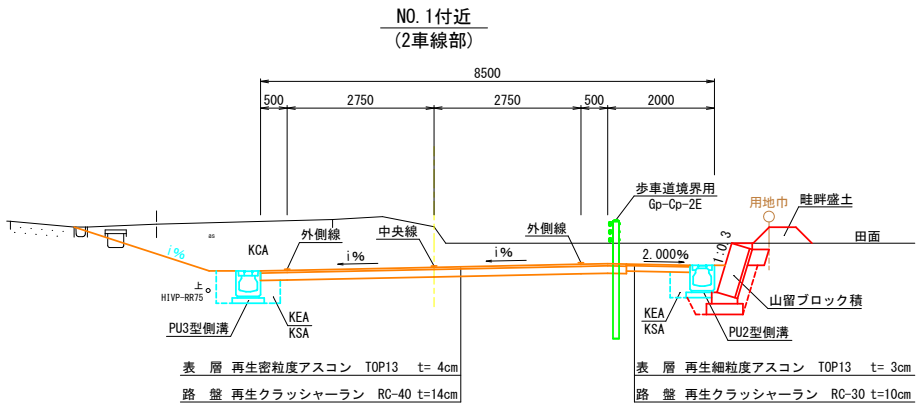 NO.1付近
(2車線部)
8500
500 2750 2750 500 2000
歩車道境界用
Gp-Cp-2E
用地巾
畦畔盛土
田面
1:0.3
as
KCA
i%
外側線
i%
中央線
i%
外側線
2.000%
上
HIVP-RR75
KEA
KSA
PU3型側溝
KEA
KSA
PU2型側溝
山留ブロック積
表 層 再生密粒度アスコン TOP13 t= 4cm
路 盤 再生クラッシャーラン RC-40 t=14cm
表 層 再生細粒度アスコン TOP13 t= 3cm
路 盤 再生クラッシャーラン RC-30 t=10cm